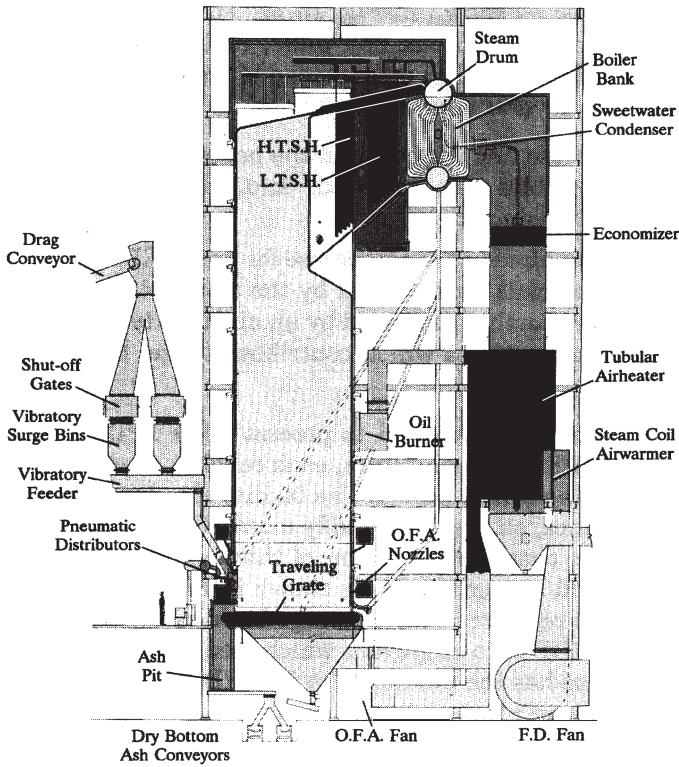 Steam
Drum
Boiler
Bank
Sweetwater
Condenser
H.T.S.H.
L.T.S.H.
Economizer
Drag
Conveyor
Shut-off
Gates
Vibratory
Surge Bins
Vibratory
Feeder
Pneumatic
Distributors
Tubular
Airheater
Oil
Burner
Steam Coil
Airwarmer
O.F.A.
Nozzles
Traveling
Grate
Ash
Pit
Dry Bottom
Ash Conveyors
O.F.A. Fan
F.D. Fan